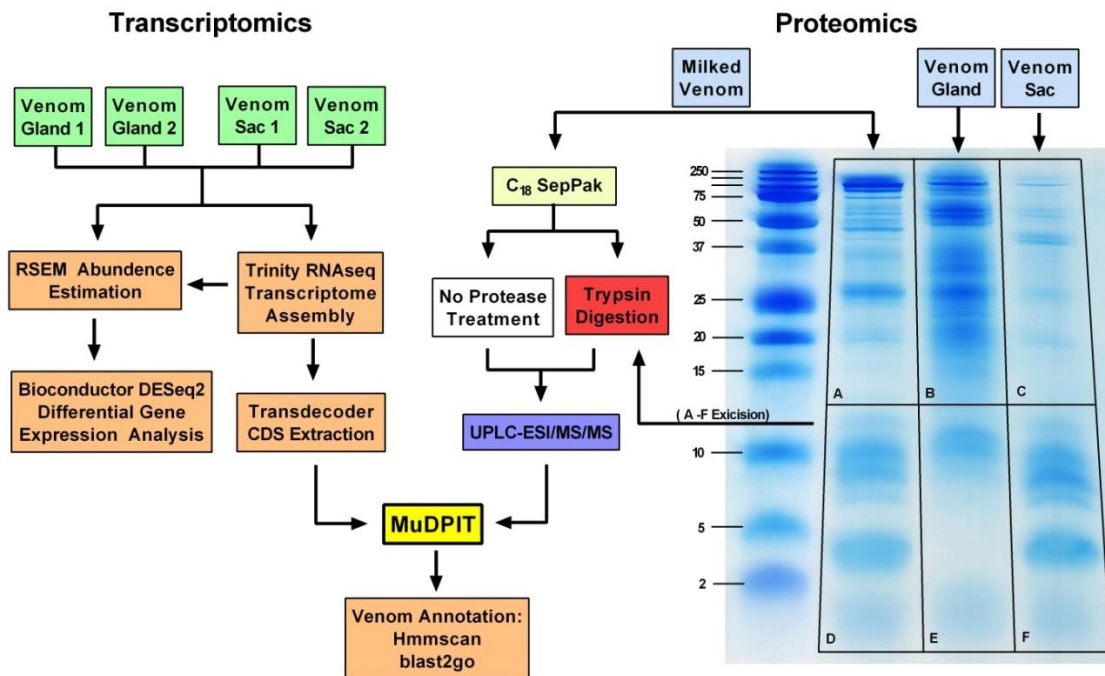 Transcriptomics
Proteomics
Venom
Gland 1
Venom
Gland 2
Venom
Sac 1
Venom
Sac 2
Milked
Venom
Venom
Gland
Venom
Sac
C₁₈ SepPak
RSEM Abundence
Estimation
Trinity RNAseq
Transcriptome
Assembly
No Protease
Treatment
Trypsin
Digestion
Bioconductor DESeq2
Differential Gene
Expression Analysis
Transdecoder
CDS Extraction
UPLC-ESI/MS/MS
( A -F Exicision)
MuDPIT
Venom Annotation:
Hmmscan
blast2go
250
75
50
37
25
20
15
10
5
2
A
B
C
D
E
F